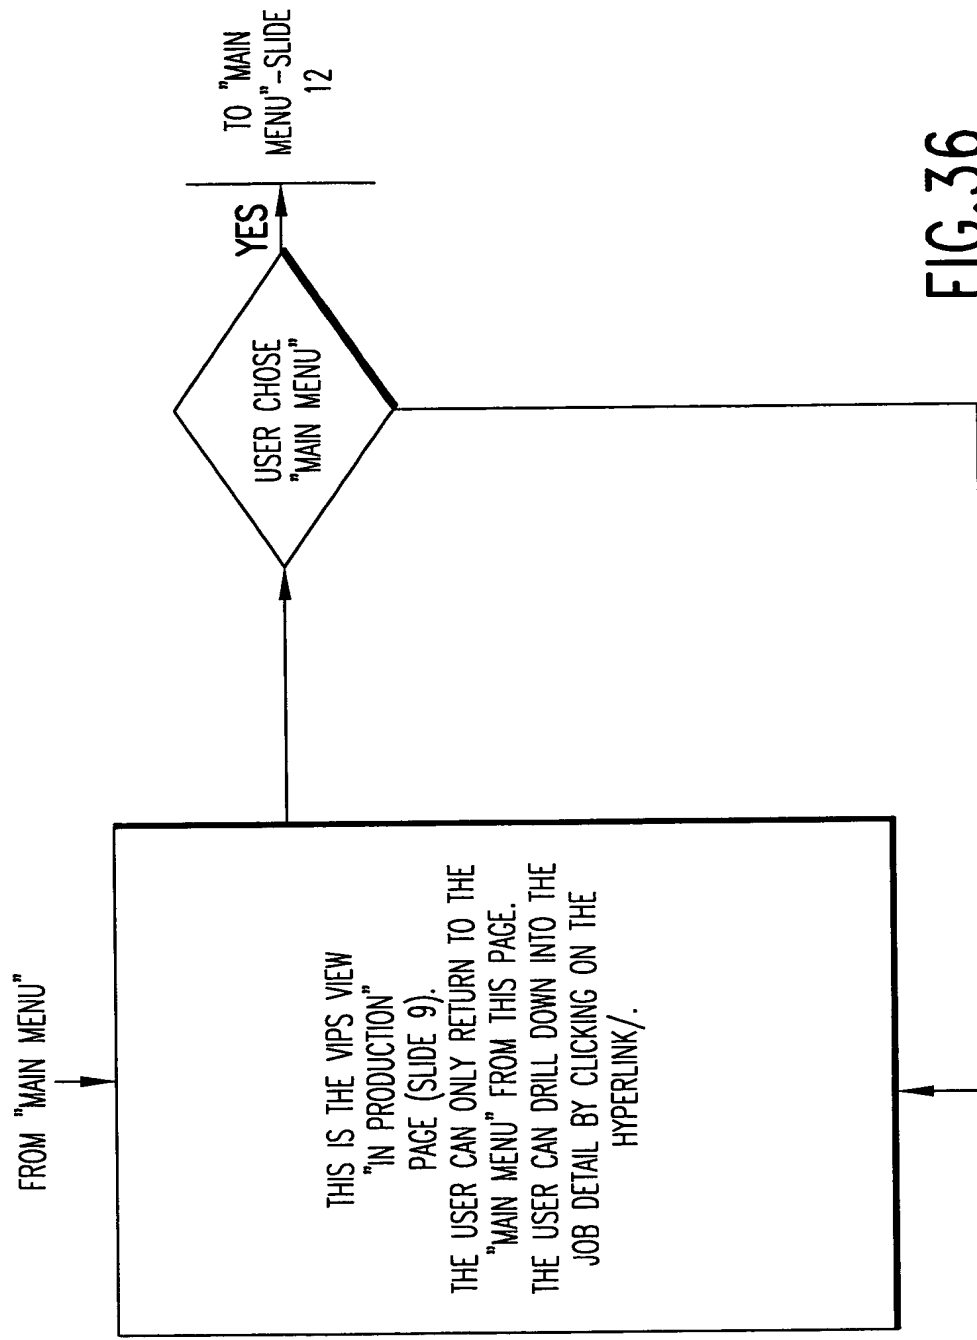 FROM "MAIN MENU"
THIS IS THE VIPS VIEW
"IN PRODUCTION"
PAGE (SLIDE 9).
THE USER CAN ONLY RETURN TO THE
"MAIN MENU" FROM THIS PAGE.
THE USER CAN DRILL DOWN INTO THE
JOB DETAIL BY CLICKING ON THE
HYPERLINK/.
USER CHOSE
"MAIN MENU"
YES
TO "MAIN
MENU"-SLIDE
12
FIG.36